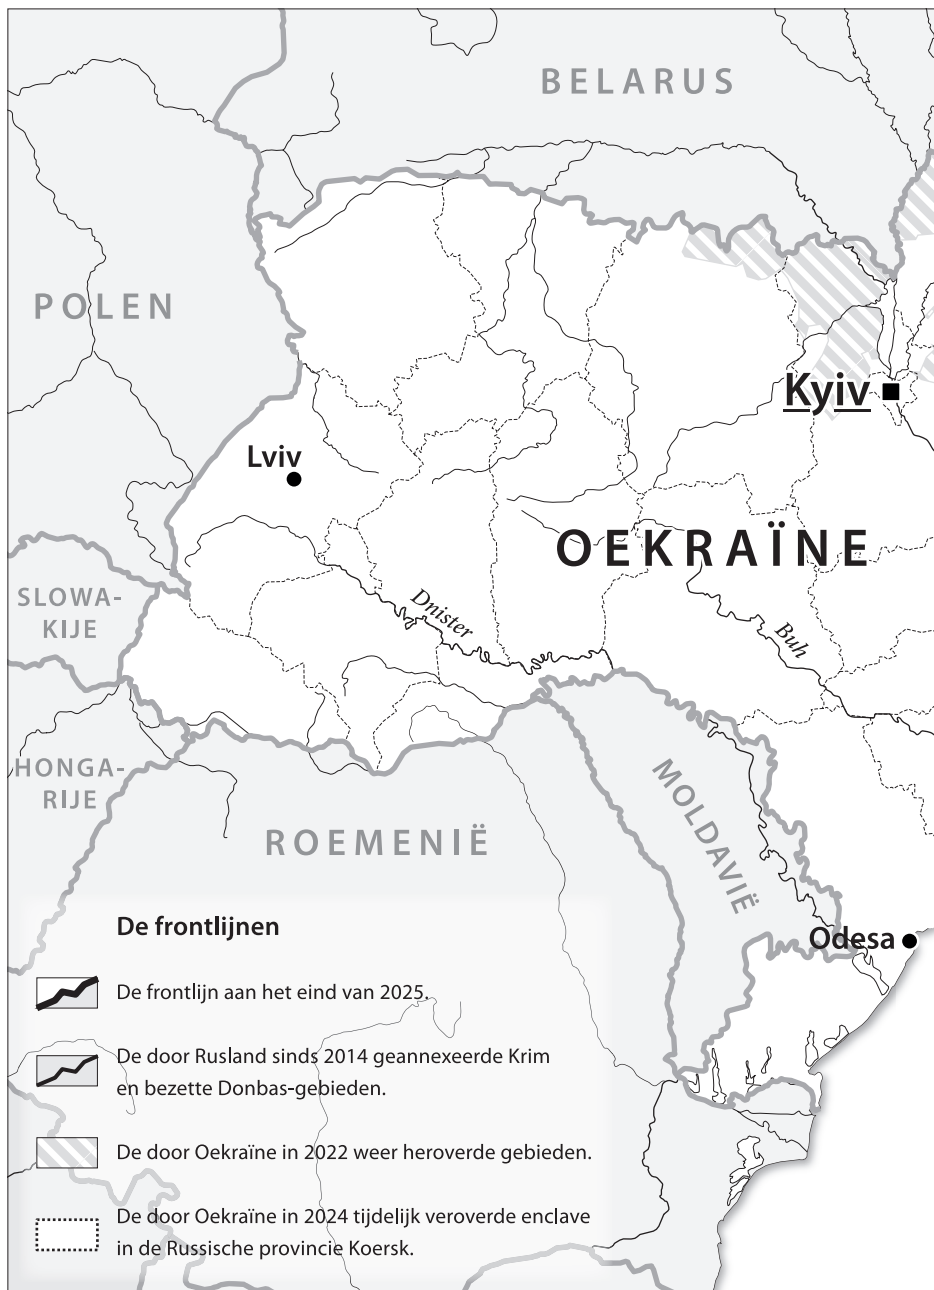 BELARUS
POLEN
Kyiv
Lviv
OEKRAÏNE
SLOWA-
KIJE
Dnister
Buh
HONGA-
RIJE
MOLDAVIË
ROEMENIË
Odesa
De frontlijnen
De frontlijn aan het eind van 2025.
De door Rusland sinds 2014 geannexeerde Krim
en bezette Donbas-gebieden.
De door Oekraïne in 2022 weer heroverde gebieden.
De door Oekraïne in 2024 tijdelijk veroverde enclave
in de Russische provincie Koersk.